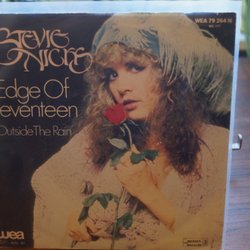 STEVIE
NICKS
WEA 79 264 N
Edge Of
Seventeen
Outside The Rain
wea